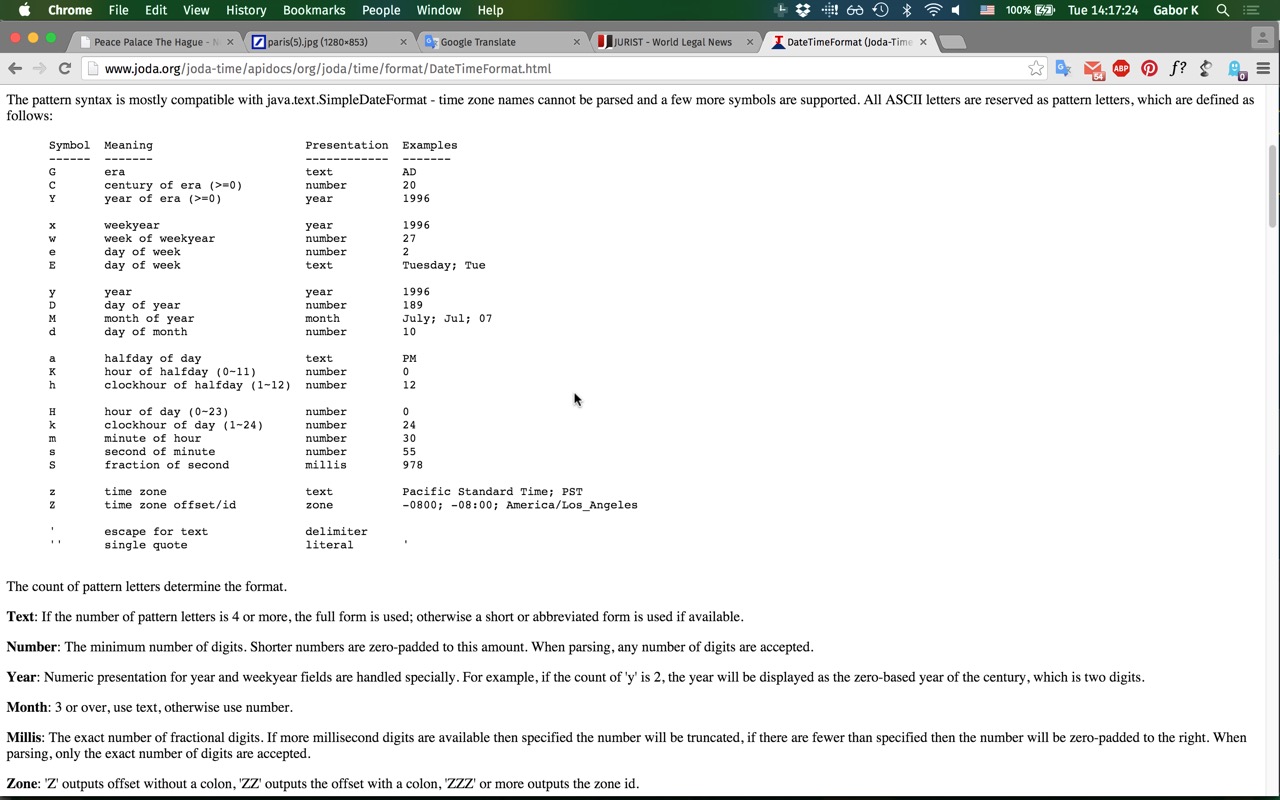 Chrome File Edit View History Bookmarks People Window Help 100% Tue 14:17:24 Gabor K
Peace Palace The Hague - N paris(5).jpg (1280×853) Google Translate JURIST - World Legal News DateTimeFormat (Joda-Time
www.joda.org/joda-time/apidocs/org/joda/time/format/DateTimeFormat.html 54 ABP f? 0
The pattern syntax is mostly compatible with java.text.SimpleDateFormat - time zone names cannot be parsed and a few more symbols are supported. All ASCII letters are reserved as pattern letters, which are defined as
follows:
Symbol Meaning Presentation Examples
------ ------- ------------ -------
G era text AD
C century of era (>=0) number 20
Y year of era (>=0) year 1996
x weekyear year 1996
w week of weekyear number 27
e day of week number 2
E day of week text Tuesday; Tue
y year year 1996
D day of year number 189
M month of year month July; Jul; 07
d day of month number 10
a halfday of day text PM
K hour of halfday (0~11) number 0
h clockhour of halfday (1~12) number 12
H hour of day (0~23) number 0
k clockhour of day (1~24) number 24
m minute of hour number 30
s second of minute number 55
S fraction of second millis 978
z time zone text Pacific Standard Time; PST
Z time zone offset/id zone -0800; -08:00; America/Los_Angeles
' escape for text delimiter
'' single quote literal '
The count of pattern letters determine the format.
Text: If the number of pattern letters is 4 or more, the full form is used; otherwise a short or abbreviated form is used if available.
Number: The minimum number of digits. Shorter numbers are zero-padded to this amount. When parsing, any number of digits are accepted.
Year: Numeric presentation for year and weekyear fields are handled specially. For example, if the count of 'y' is 2, the year will be displayed as the zero-based year of the century, which is two digits.
Month: 3 or over, use text, otherwise use number.
Millis: The exact number of fractional digits. If more millisecond digits are available then specified the number will be truncated, if there are fewer than specified then the number will be zero-padded to the right. When
parsing, only the exact number of digits are accepted.
Zone: 'Z' outputs offset without a colon, 'ZZ' outputs the offset with a colon, 'ZZZ' or more outputs the zone id.